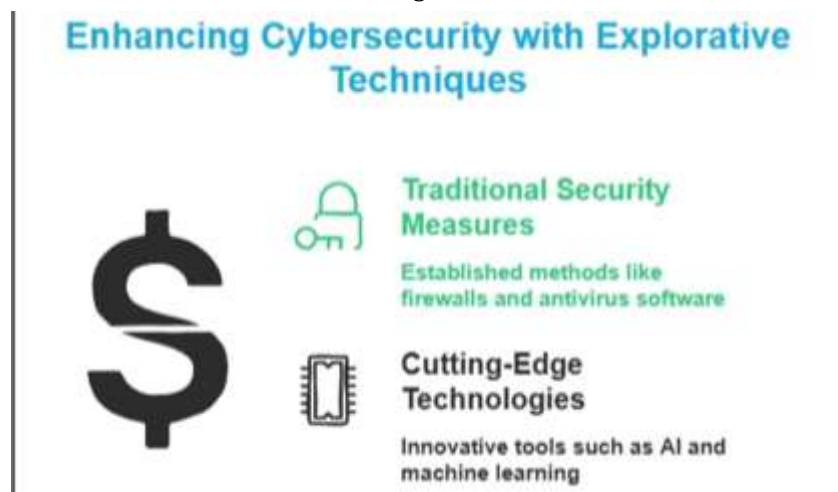 Enhancing Cybersecurity with Explorative
Techniques
Traditional Security
Measures
Established methods like
firewalls and antivirus software
Cutting-Edge
Technologies
Innovative tools such as AI and
machine learning